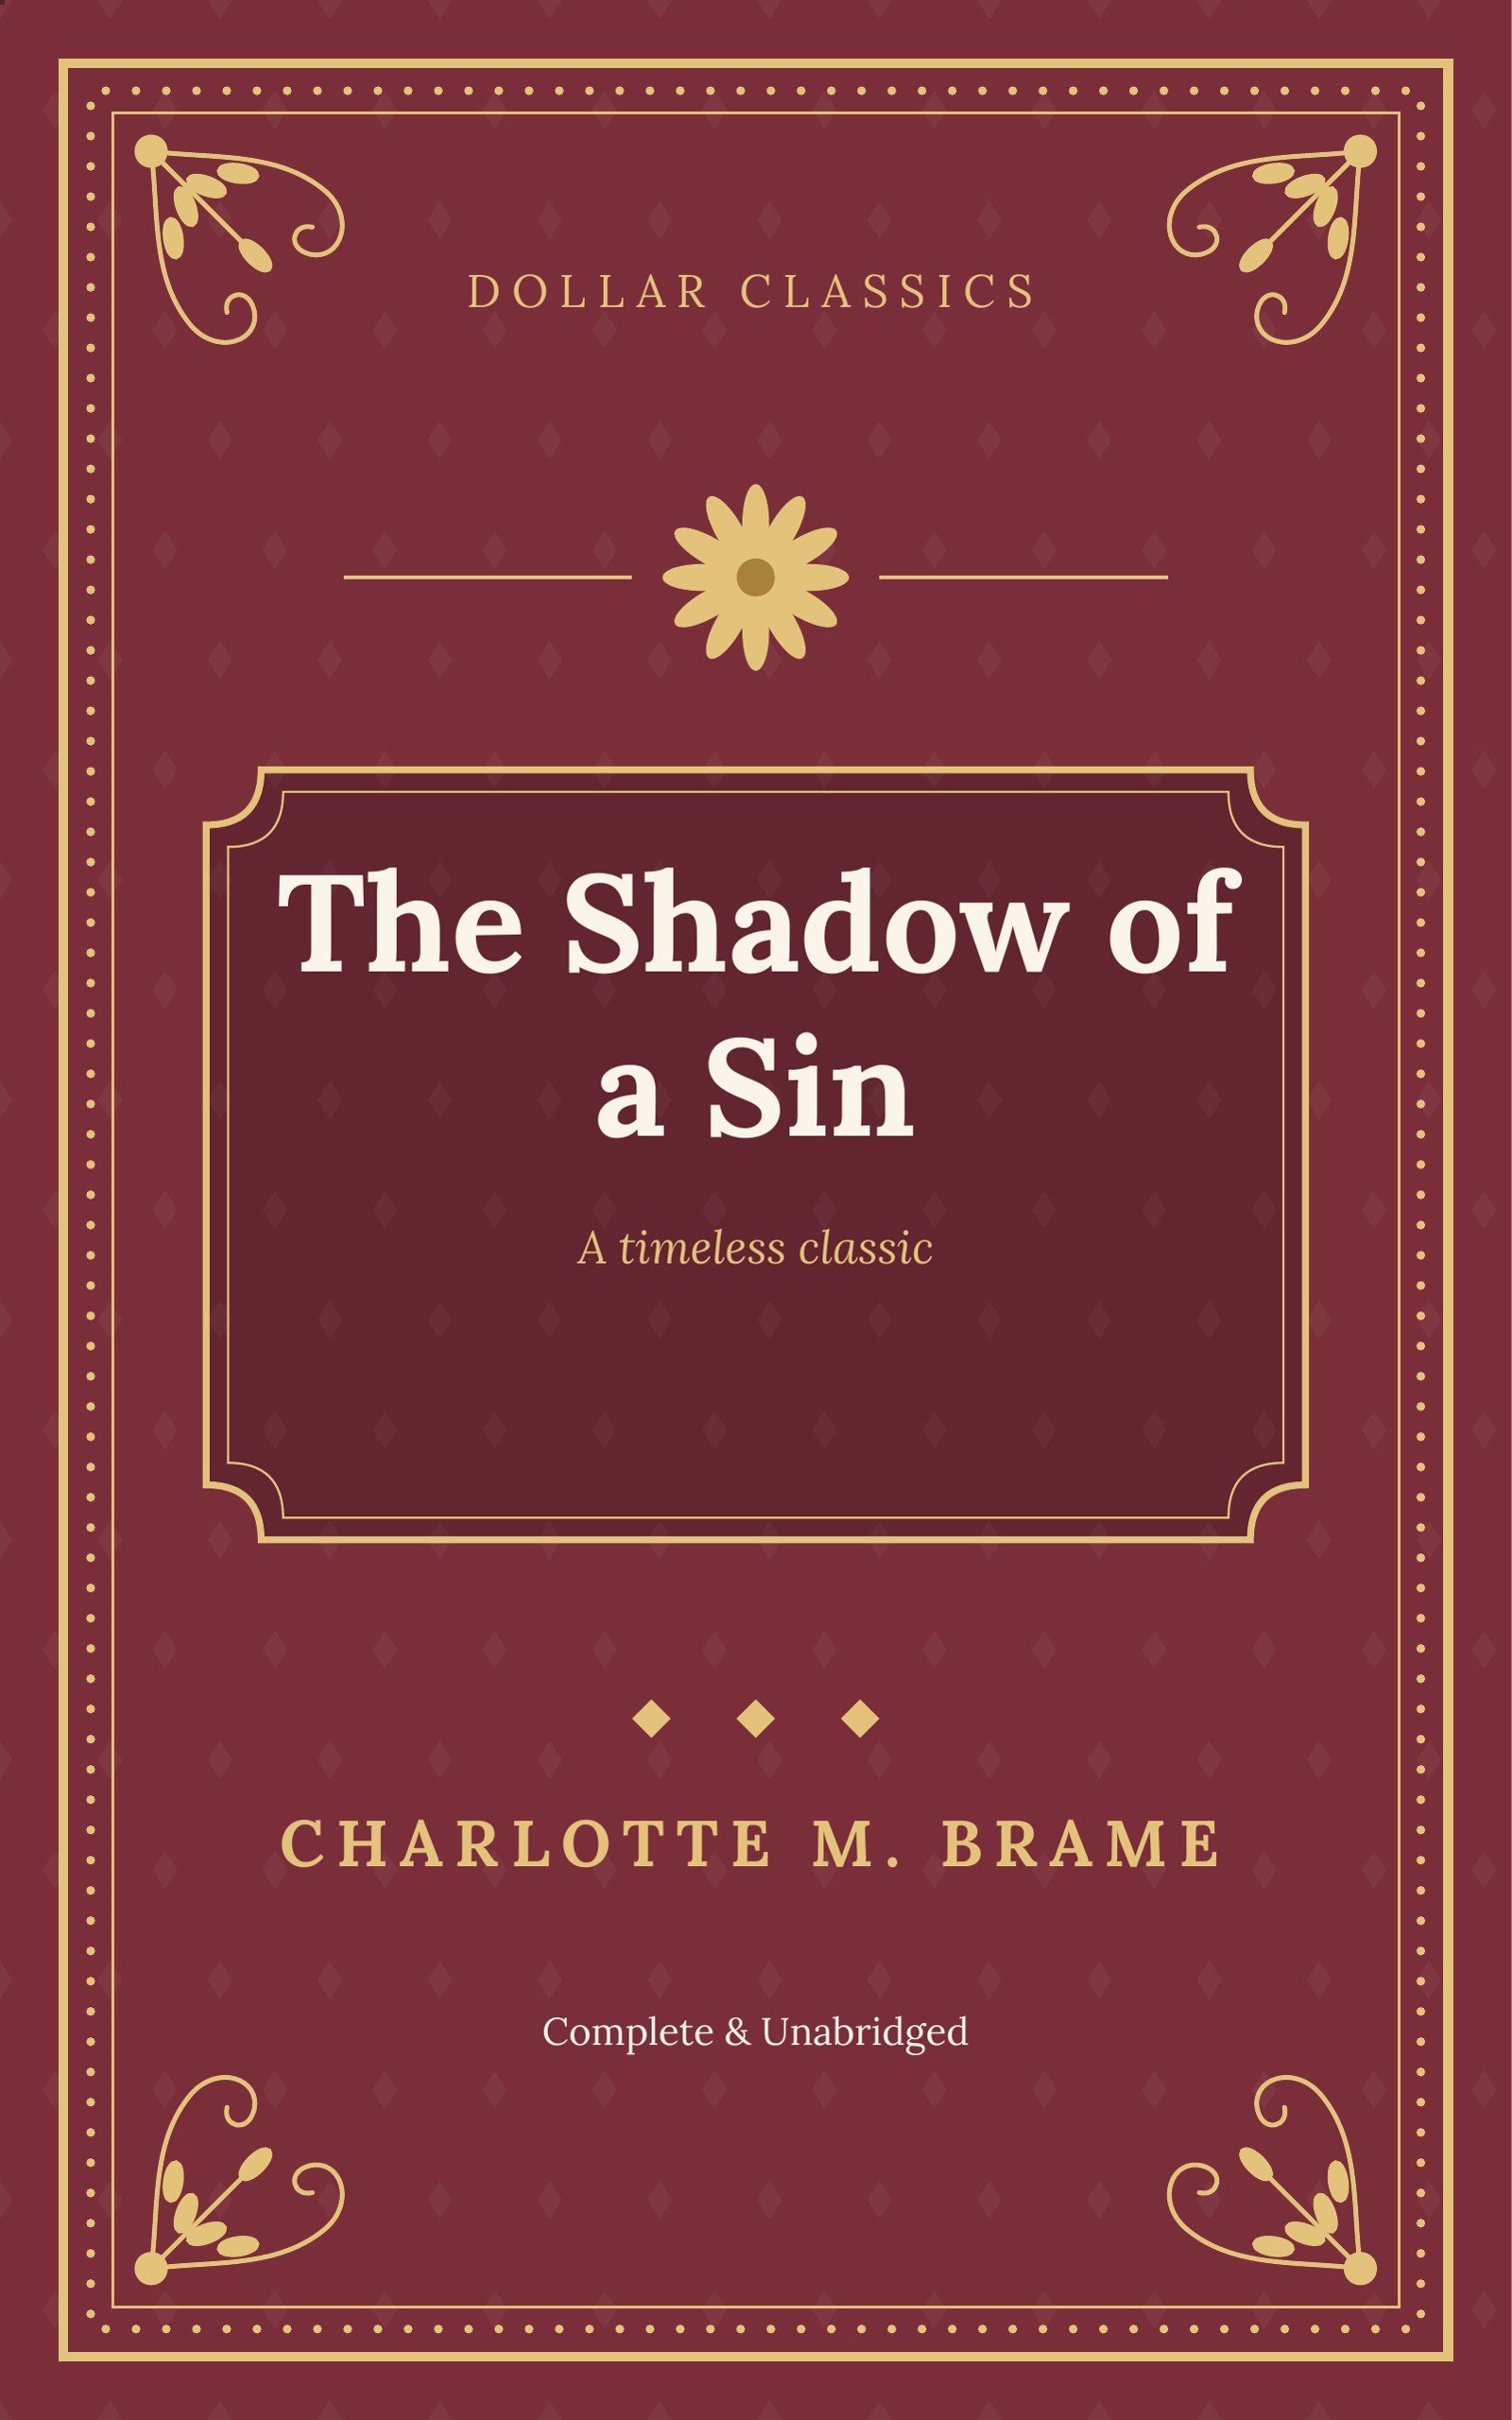 DOLLAR CLASSICS
The Shadow of
a Sin
A timeless classic
CHARLOTTE M. BRAME
Complete & Unabridged